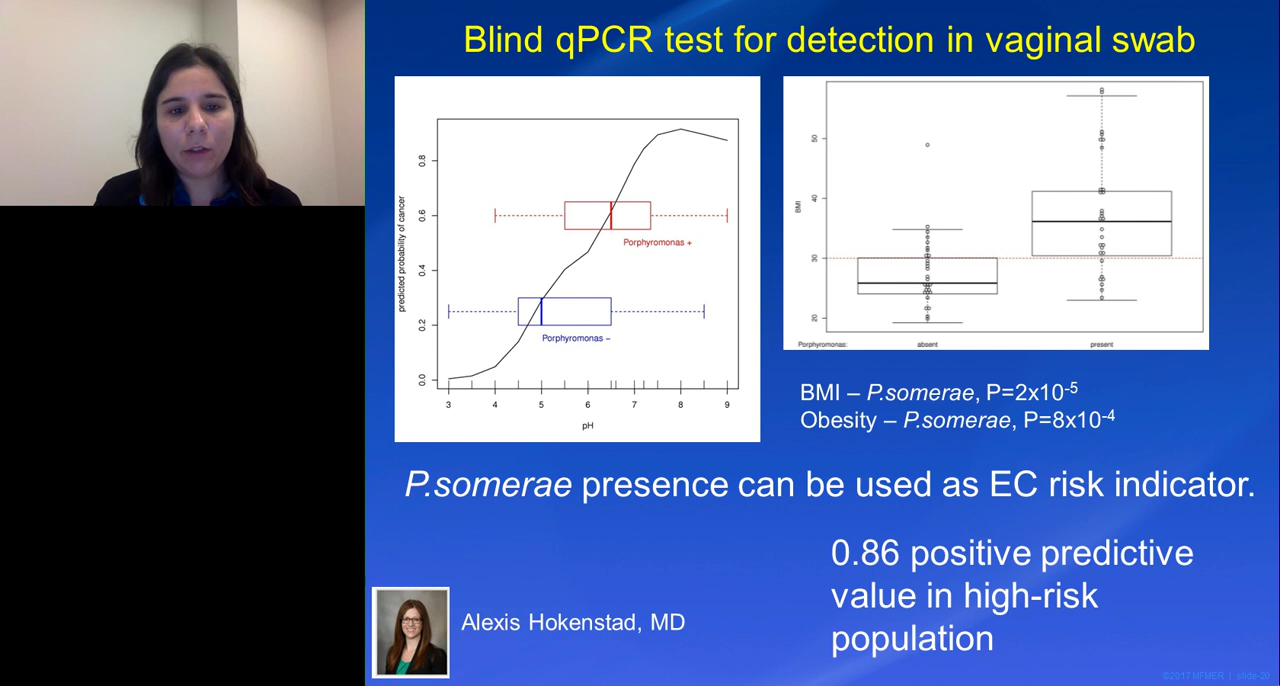 Blind qPCR test for detection in vaginal swab
predicted probability of cancer
0.8
0.6
0.4
0.2
0.0
Porphyromonas +
Porphyromonas −
3 4 5 6 7 8 9
pH
BMI
50
40
30
20
Porphyromonas: absent present
BMI – P.somerae, P=2x10-5
Obesity – P.somerae, P=8x10-4
P.somerae presence can be used as EC risk indicator.
0.86 positive predictive
value in high-risk
population
Alexis Hokenstad, MD
©2017 MFMER | slide-20